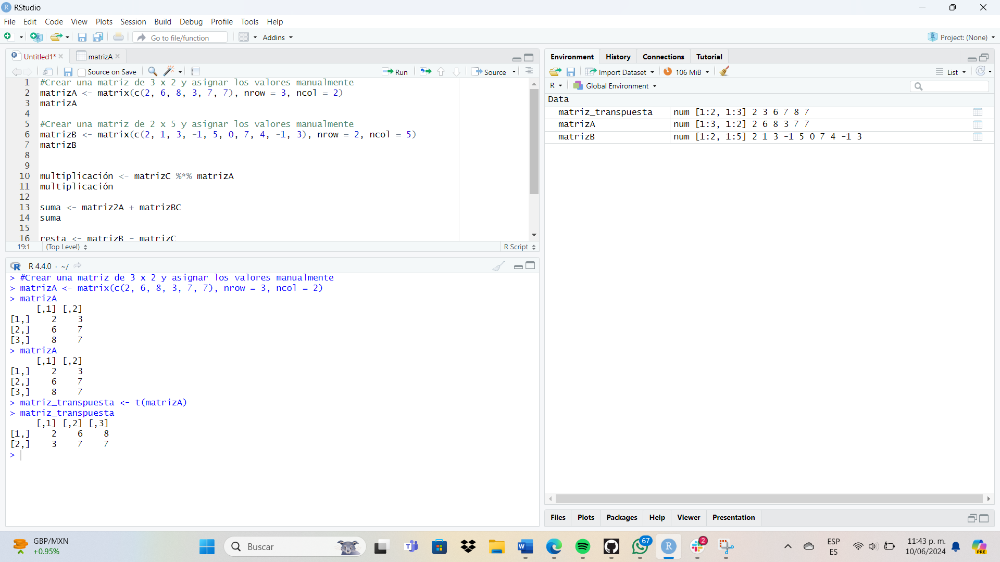 RStudio
File Edit Code View Plots Session Build Debug Profile Tools Help
Go to file/function Addins Project: (None)
Untitled1* matrizA
Source on Save Run Source
1 #Crear una matriz de 3 x 2 y asignar los valores manualmente
2 matrizA <- matrix(c(2, 6, 8, 3, 7, 7), nrow = 3, ncol = 2)
3 matrizA
4
5 #Crear una matriz de 2 x 5 y asignar los valores manualmente
6 matrizB <- matrix(c(2, 1, 3, -1, 5, 0, 7, 4, -1, 3), nrow = 2, ncol = 5)
7 matrizB
8
9
10 multiplicación <- matrizC %*% matrizA
11 multiplicación
12
13 suma <- matriz2A + matrizBC
14 suma
15
16 resta <- matrizB - matrizC
19:1 (Top Level) R Script
R 4.4.0 · ~/
> #Crear una matriz de 3 x 2 y asignar los valores manualmente
> matrizA <- matrix(c(2, 6, 8, 3, 7, 7), nrow = 3, ncol = 2)
> matrizA
[,1] [,2]
[1,] 2 3
[2,] 6 7
[3,] 8 7
> matrizA
[,1] [,2]
[1,] 2 3
[2,] 6 7
[3,] 8 7
> matriz_transpuesta <- t(matrizA)
> matriz_transpuesta
[,1] [,2] [,3]
[1,] 2 6 8
[2,] 3 7 7
>
Environment History Connections Tutorial
Import Dataset 106 MiB List
R Global Environment
Data
matriz_transpuesta num [1:2, 1:3] 2 3 6 7 8 7
matrizA num [1:3, 1:2] 2 6 8 3 7 7
matrizB num [1:2, 1:5] 2 1 3 -1 5 0 7 4 -1 3
Files Plots Packages Help Viewer Presentation
GBP/MXN
+0.95%
Buscar
67
2
ESP
ES
11:43 p. m.
10/06/2024
PRE